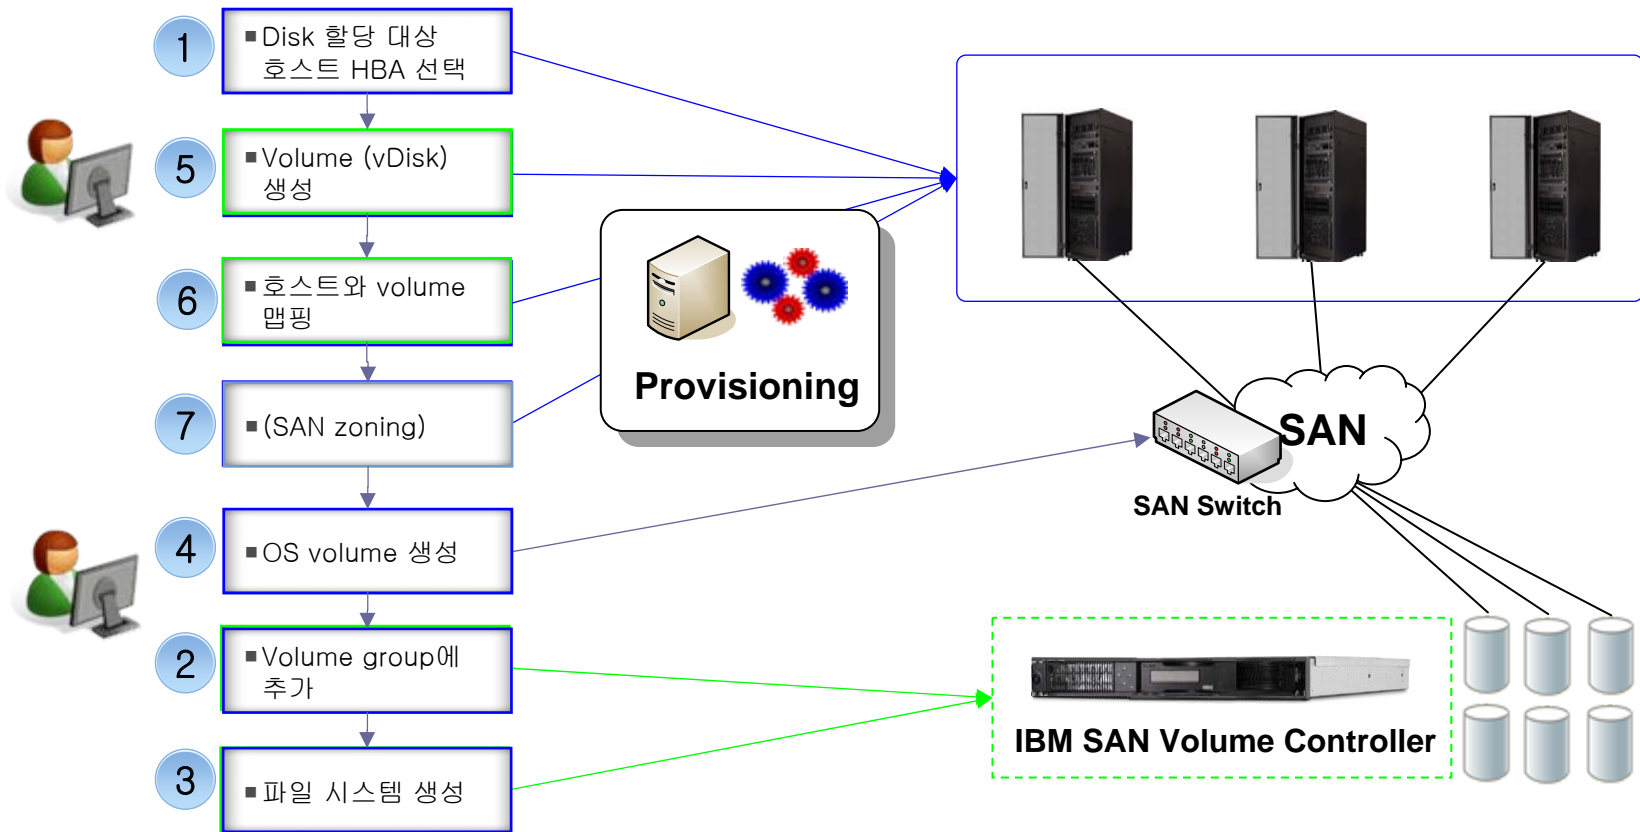 1
■ Disk 할당 대상
호스트 HBA 선택
5
■ Volume (vDisk)
생성
6
■ 호스트와 volume
맵핑
7
■ (SAN zoning)
4
■ OS volume 생성
2
■ Volume group에
추가
3
■ 파일 시스템 생성
Provisioning
SAN
SAN Switch
IBM SAN Volume Controller